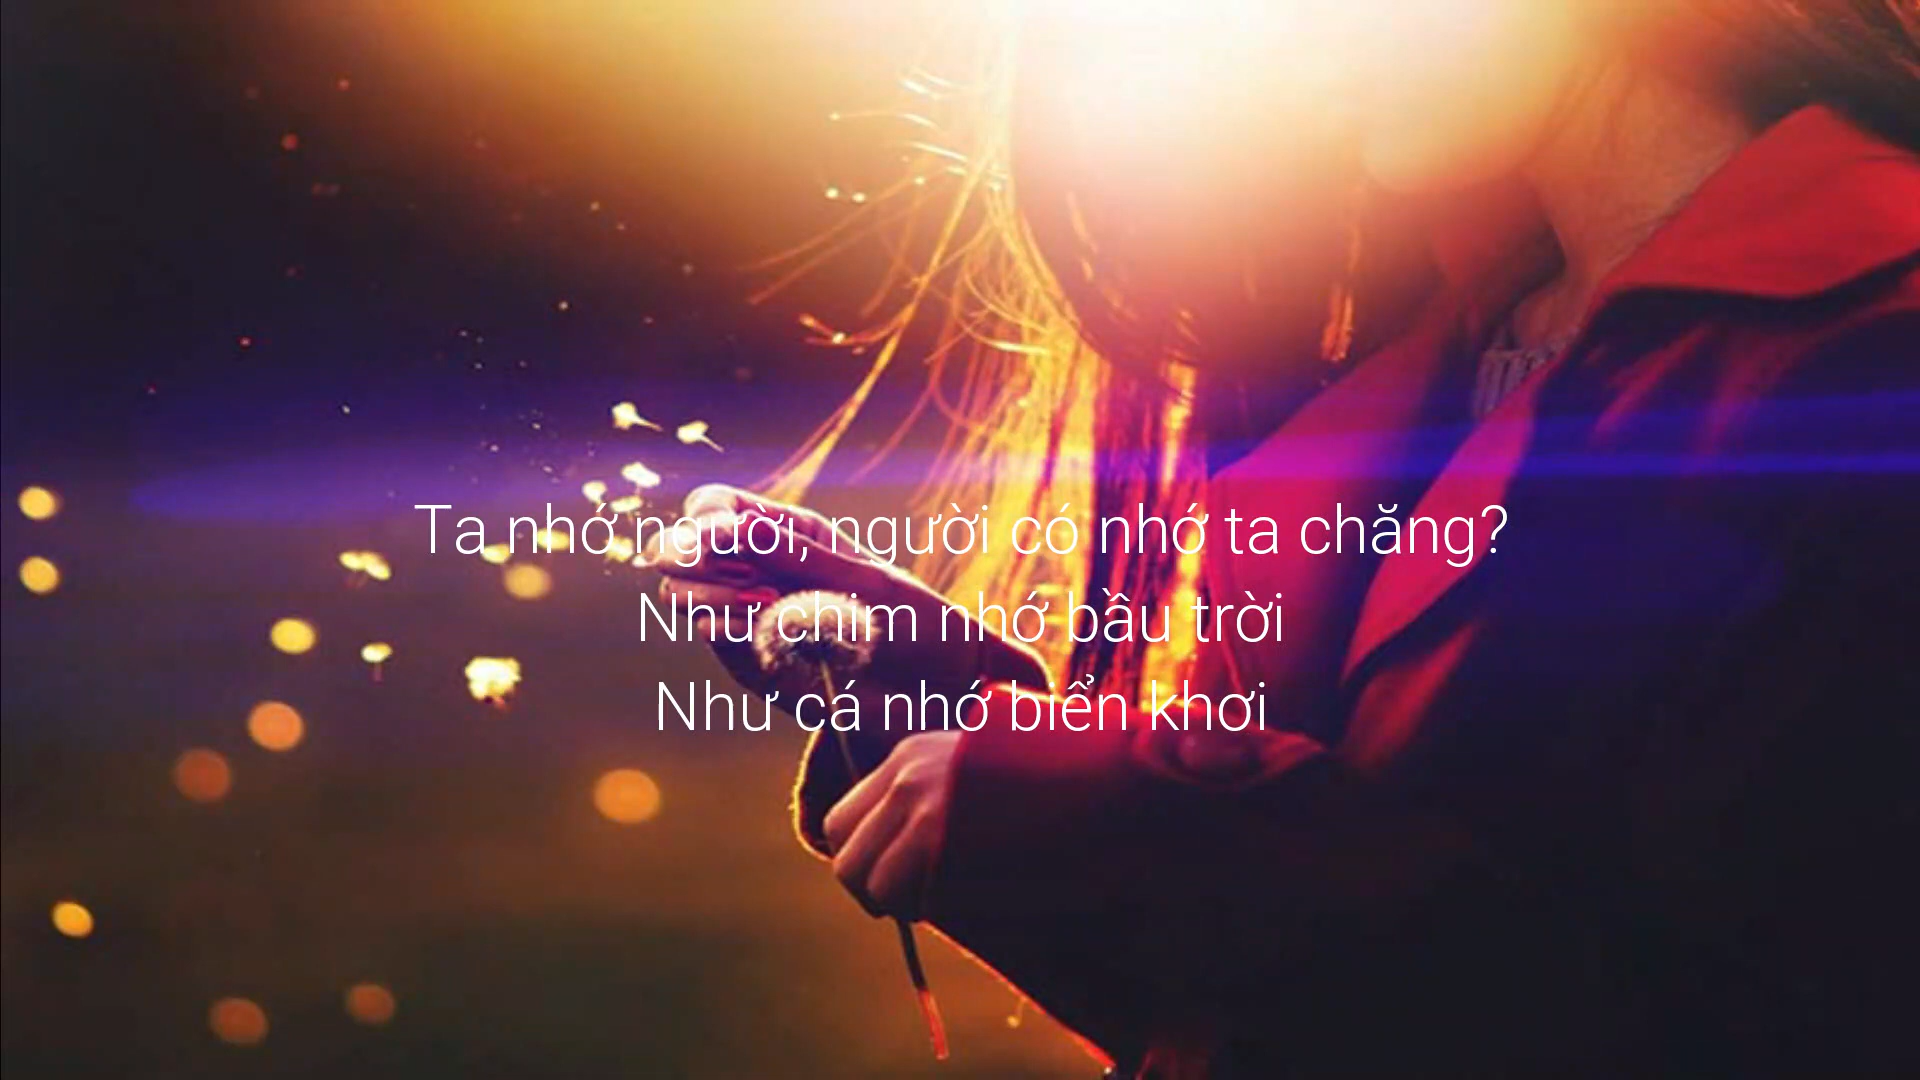 Ta nhớ người, người có nhớ ta chăng?
Như chim nhớ bầu trời
Như cá nhớ biển khơi